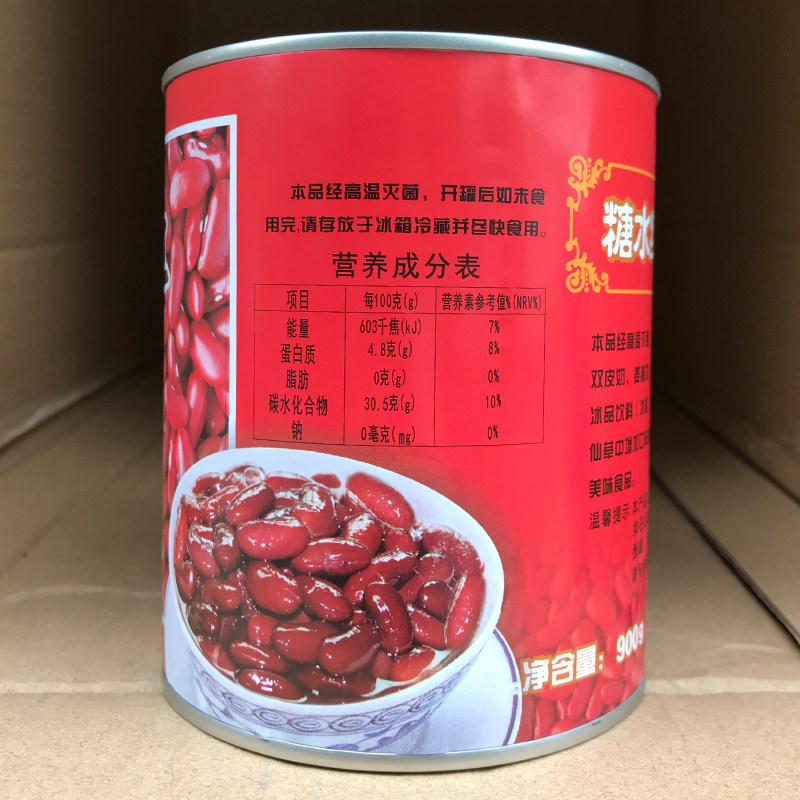 本品经高温灭菌，开罐后如未食
用完,请存放于冰箱冷藏并尽快食用。
营养成分表
项目 每100克(g) 营养素参考值%(NRV%)
能量 603千焦(kJ) 7%
蛋白质 4.8克(g) 8%
脂肪 0克(g) 0%
碳水化合物 30.5克(g) 10%
钠 0毫克(mg) 0%
糖水
本品经高温灭
双皮奶、
冰品饮料
仙草中增加口
美味食品。
温馨提示
净含量：900g